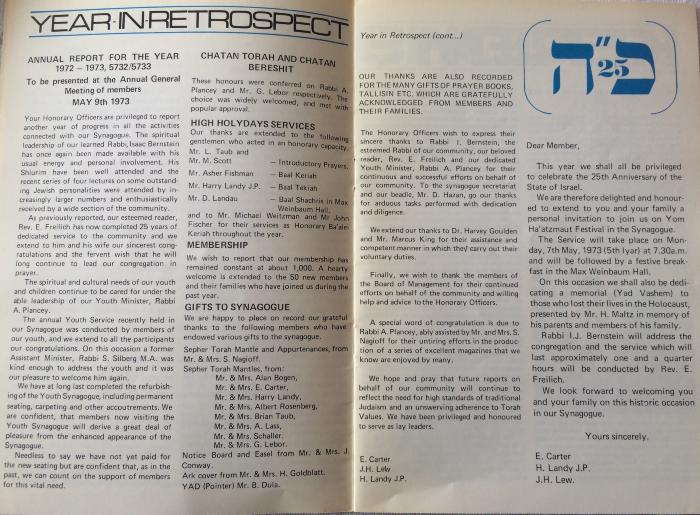 YEAR-IN-RETROSPECT
ANNUAL REPORT FOR THE YEAR
1972 – 1973, 5732/5733
To be presented at the Annual General
Meeting of members
MAY 9th 1973
Your Honorary Officers are privileged to report
another year of progress in all the activities
connected with our Synagogue. The spiritual
leadership of our learned Rabbi, Isaac Bernstein
has once again been made available with his
usual energy and personal involvement. His
Shiurim have been well attended and the
recent series of four lectures on some outstand-
ing Jewish personalities were attended by in-
creasingly larger numbers and enthusiastically
received by a wide section of the community.
As previously reported, our esteemed reader,
Rev. E. Freilich has now completed 25 years of
dedicated service to the community and we
extend to him and his wife our sincerest cong-
ratulations and the fervent wish that he will
long continue to lead our congregation in
prayer.
The spiritual and cultural needs of our youth
and children continue to be cared for under the
able leadership of our Youth Minister, Rabbi
A. Plancey.
The annual Youth Service recently held in
our Synagogue was conducted by members of
our youth, and we extend to all the participants
our congratulations. On this occasion a former
Assistant Minister, Rabbi S. Silberg M.A. was
kind enough to address the youth and it was
our pleasure to welcome him again.
We have at long last completed the refurbish-
ing of the Youth Synagogue, including permanent
seating, carpeting and other accoutrements. We
are confident, that members now visiting the
Youth Synagogue will derive a great deal of
pleasure from the enhanced appearance of the
Synagogue.
Needless to say we have not yet paid for
the new seating but are confident that, as in the
past, we can count on the support of members
for this vital need.
CHATAN TORAH AND CHATAN
BERESHIT
These honours were conferred on Rabbi A.
Plancey and Mr. G. Lebor respectively. The
choice was widely welcomed, and met with
popular approval.
HIGH HOLYDAYS SERVICES
Our thanks are extended to the following
gentlemen who acted in an honorary capacity.
Mr. L. Taub and
Mr. M. Scott – Introductory Prayers.
Mr. Asher Fishman – Baal Keriah
Mr. Harry Landy J.P. – Baal Tekiah
Mr. D. Landau – Baal Shachris in Max
Weinbaum Hall.
and to Mr. Michael Weitzman and Mr John
Fischer for their services as Honorary Ba'alei
Keriah throughout the year.
MEMBERSHIP
We wish to report that our membership has
remained constant at about 1,000. A hearty
welcome is extended to the 50 new members
and their families who have joined us during the
past year.
GIFTS TO SYNAGOGUE
We are happy to place on record our grateful
thanks to the following members who have
endowed various gifts to the synagogue.
Sepher Torah Mantle and Appurtenances, from
Mr. & Mrs. S. Nagioff.
Sepher Torah Mantles, from:
Mr. & Mrs. Alan Bogen,
Mr. & Mrs. E. Carter,
Mr. & Mrs. Harry Landy,
Mr. & Mrs. Albert Rosenberg,
Mr. & Mrs. Brian Taub,
Mr. & Mrs. A. Lass,
Mr. & Mrs. Schaller.
Mr. & Mrs. G. Lebor.
Notice Board and Easel from Mr. & Mrs. J.
Conway.
Ark cover from Mr. & Mrs. H. Goldblatt.
YAD (Pointer) Mr. B. Dula.
Year in Retrospect (cont...)
OUR THANKS ARE ALSO RECORDED
FOR THE MANY GIFTS OF PRAYER BOOKS,
TALLISIN ETC. WHICH ARE GRATEFULLY
ACKNOWLEDGED FROM MEMBERS AND
THEIR FAMILIES.
The Honorary Officers wish to express their
sincere thanks to Rabbi I. Bernstein, the
esteemed Rabbi of our community, our beloved
reader, Rev. E. Freilich and our dedicated
Youth Minister, Rabbi A. Plancey for their
continuous and successful efforts on behalf of
our community. To the synagogue secretariat
and our beadle, Mr. D. Hazan, go our thanks
for arduous tasks performed with dedication
and diligence.
We extend our thanks to Dr. Harvey Goulden
and Mr. Marcus King for their assistance and
competent manner in which they carry out their
voluntary duties.
Finally, we wish to thank the members of
the Board of Management for their continued
efforts on behalf of the community and willing
help and advice to the Honorary Officers.
A special word of congratulation is due to
Rabbi A. Plancey, ably assisted by Mr. and Mrs. S.
Nagioff for their untiring efforts in the produc-
tion of a series of excellent magazines that we
know are enjoyed by many.
We hope and pray that future reports on
behalf of our community will continue to
reflect the need for high standards of traditional
Judaism and an unswerving adherence to Torah
Values. We have been privileged and honoured
to serve as lay leaders.
E. Carter
J.H. Lew
H. Landy J.P.
כ"ה
25
Dear Member,
This year we shall all be privileged
to celebrate the 25th Anniversary of the
State of Israel.
We are therefore delighted and honour-
ed to extend to you and your family a
personal invitation to join us on Yom
Ha'atzmaut Festival in the Synagogue.
The Service will take place on Mon-
day, 7th May, 1973 (5th Iyar) at 7.30a.m.
and will be followed by a festive break-
fast in the Max Weinbaum Hall.
On this occasion we shall also be dedi-
cating a memorial (Yad Vashem) to
those who lost their lives in the Holocaust,
presented by Mr. H. Maltz in memory of
his parents and members of his family.
Rabbi I.J. Bernstein will address the
congregation and the service which will
last approximately one and a quarter
hours will be conducted by Rev. E.
Freilich.
We look forward to welcoming you
and your family on this historic occasion
in our Synagogue.
Yours sincerely.
E. Carter
H. Landy J.P.
J.H. Lew.